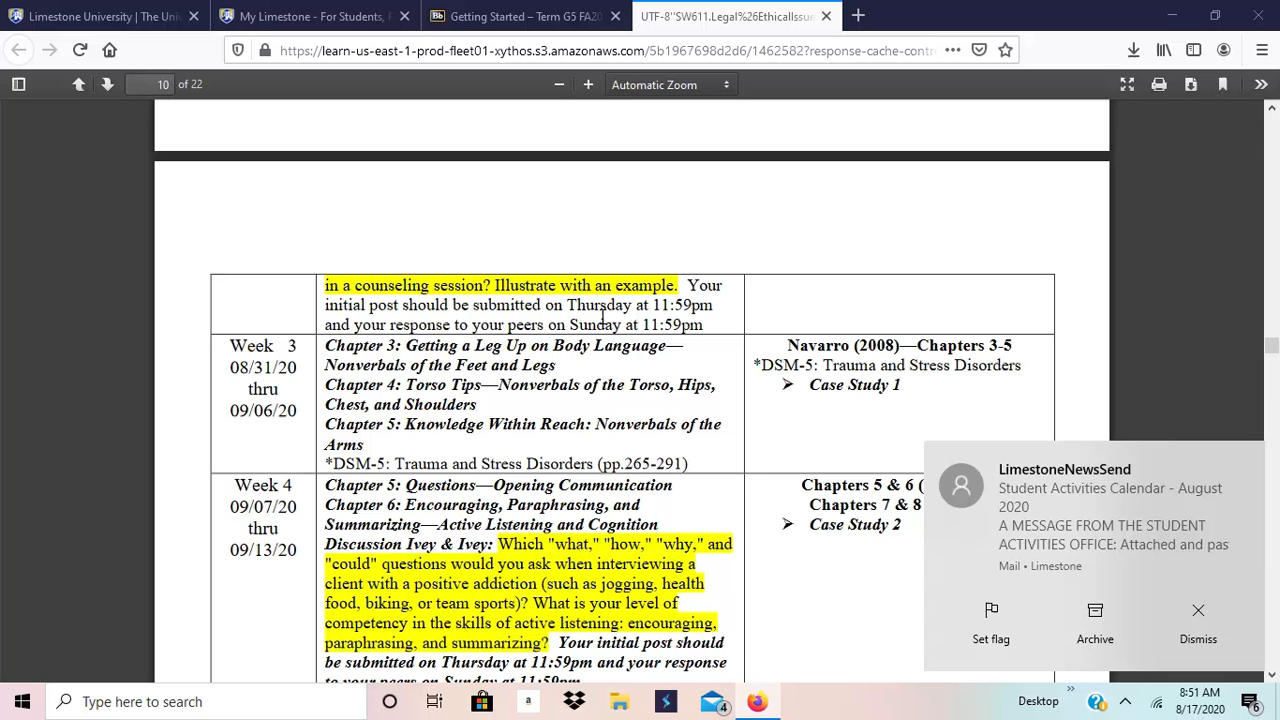 Limestone University | The Uni
My Limestone - For Students, F
Bb Getting Started – Term G5 FA20
UTF-8''SW611.Legal%26EthicalIssue
https://learn-us-east-1-prod-fleet01-xythos.s3.amazonaws.com/5b196769802d6/1462582?response-cache-contr
10 of 22
Automatic Zoom
in a counseling session? Illustrate with an example. Your
initial post should be submitted on Thursday at 11:59pm
and your response to your peers on Sunday at 11:59pm
Week 3
08/31/20
thru
09/06/20
Chapter 3: Getting a Leg Up on Body Language—
Nonverbals of the Feet and Legs
Chapter 4: Torso Tips—Nonverbals of the Torso, Hips,
Chest, and Shoulders
Chapter 5: Knowledge Within Reach: Nonverbals of the
Arms
*DSM-5: Trauma and Stress Disorders (pp.265-291)
Navarro (2008)—Chapters 3-5
*DSM-5: Trauma and Stress Disorders
➢ Case Study 1
Week 4
09/07/20
thru
09/13/20
Chapter 5: Questions—Opening Communication
Chapter 6: Encouraging, Paraphrasing, and
Summarizing—Active Listening and Cognition
Discussion Ivey & Ivey: Which "what," "how," "why," and
"could" questions would you ask when interviewing a
client with a positive addiction (such as jogging, health
food, biking, or team sports)? What is your level of
competency in the skills of active listening: encouraging,
paraphrasing, and summarizing? Your initial post should
be submitted on Thursday at 11:59pm and your response
to your peers on Sunday at 11:59pm
Chapters 5 & 6 (
Chapters 7 & 8
➢ Case Study 2
LimestoneNewsSend
Student Activities Calendar - August
2020
A MESSAGE FROM THE STUDENT
ACTIVITIES OFFICE: Attached and pas
Mail • Limestone
Set flag
Archive
Dismiss
Type here to search
a
4
Desktop
8:51 AM
8/17/2020
6